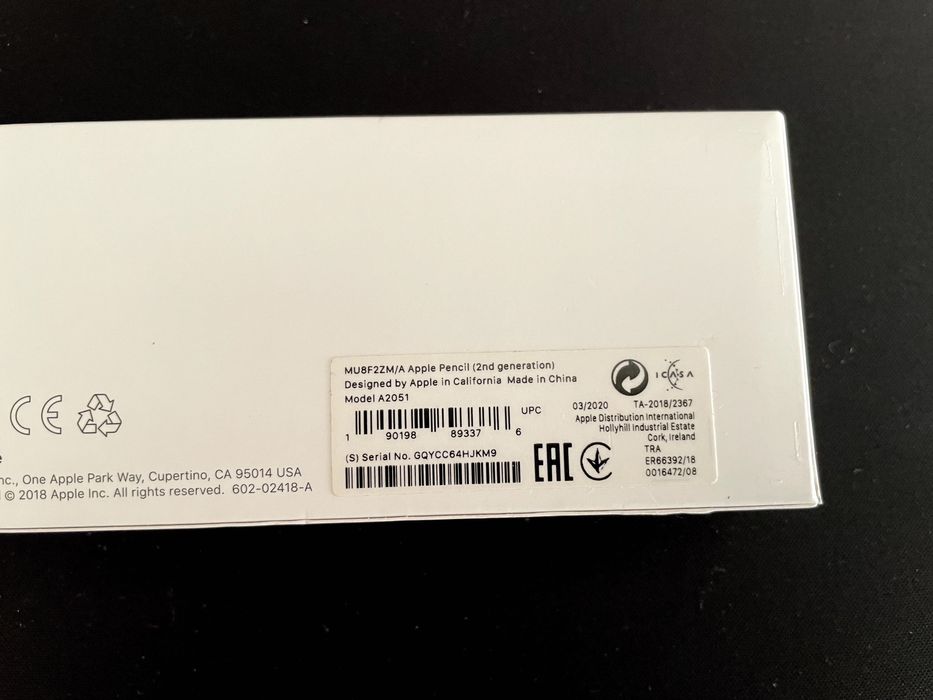 MU8F2ZM/A Apple Pencil (2nd generation)
Designed by Apple in California Made in China
Model A2051
UPC
1 90198 89337 6
(S) Serial No. GQYCC64HJKM9
ICASA
03/2020 TA-2018/2367
Apple Distribution International
Hollyhill Industrial Estate
Cork, Ireland
TRA
ER66392/18
0016472/08
EAC
CE
nc., One Apple Park Way, Cupertino, CA 95014 USA
© 2018 Apple Inc. All rights reserved. 602-02418-A